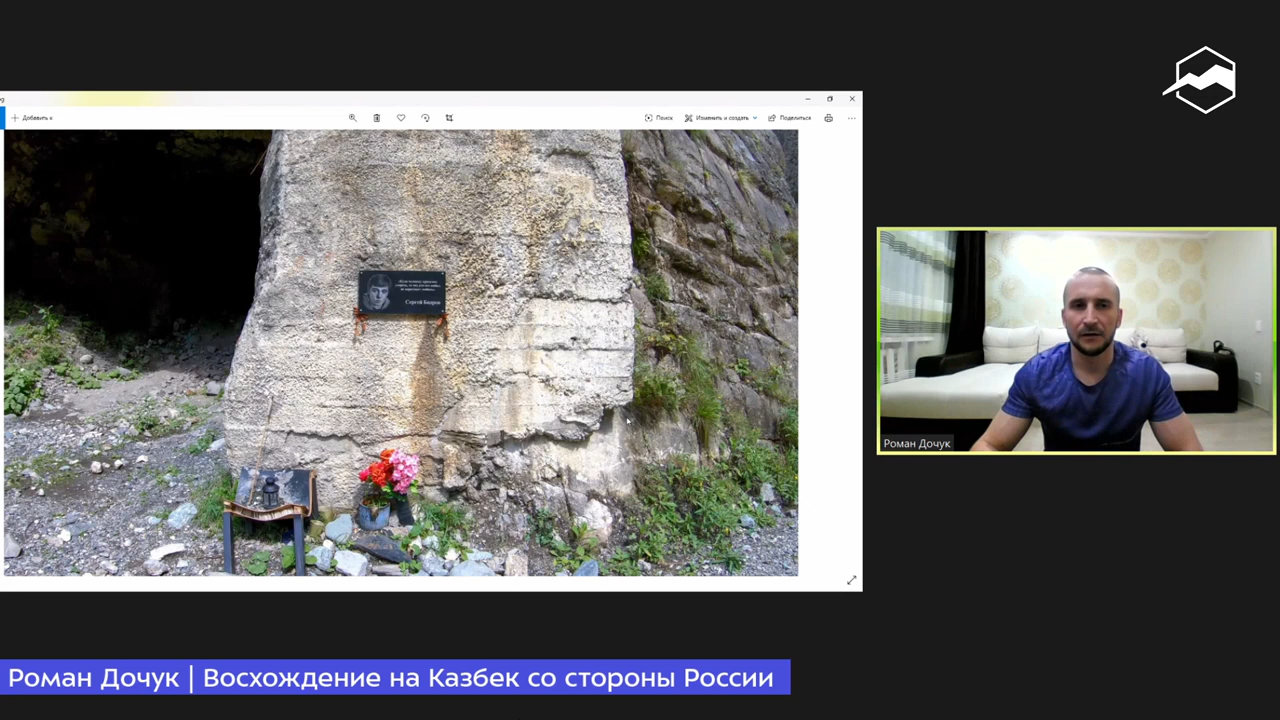 Добавить к
Поиск
Изменить и создать
Поделиться
Сергей Бодров
Роман Дочук
Роман Дочук | Восхождение на Казбек со стороны России